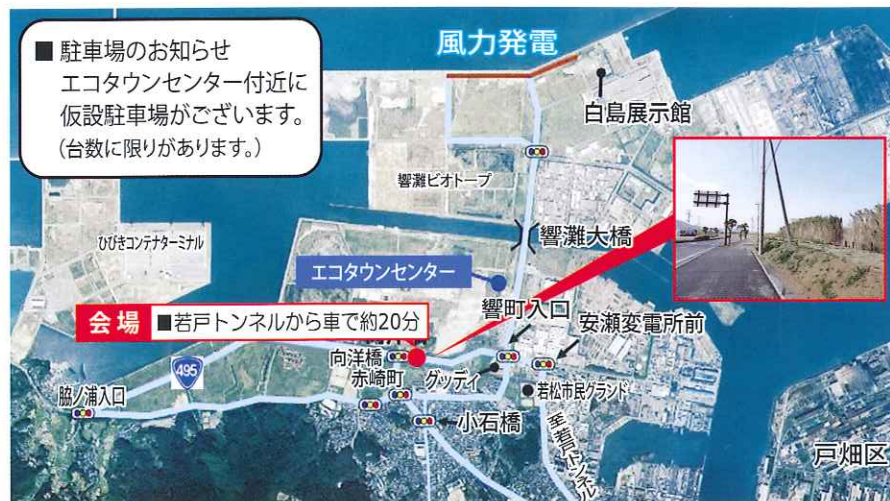 ■ 駐車場のお知らせ
エコタウンセンター付近に
仮設駐車場がございます。
(台数に限りがあります。)
風力発電
白島展示館
響灘ビオトープ
ひびきコンテナターミナル
響灘大橋
エコタウンセンター
響町入口
会場 ■若戸トンネルから車で約20分
安瀬変電所前
向洋橋
495
赤崎町
グッディ
脇ノ浦入口
若松市民グランド
小石橋
至若戸トンネル
戸畑区